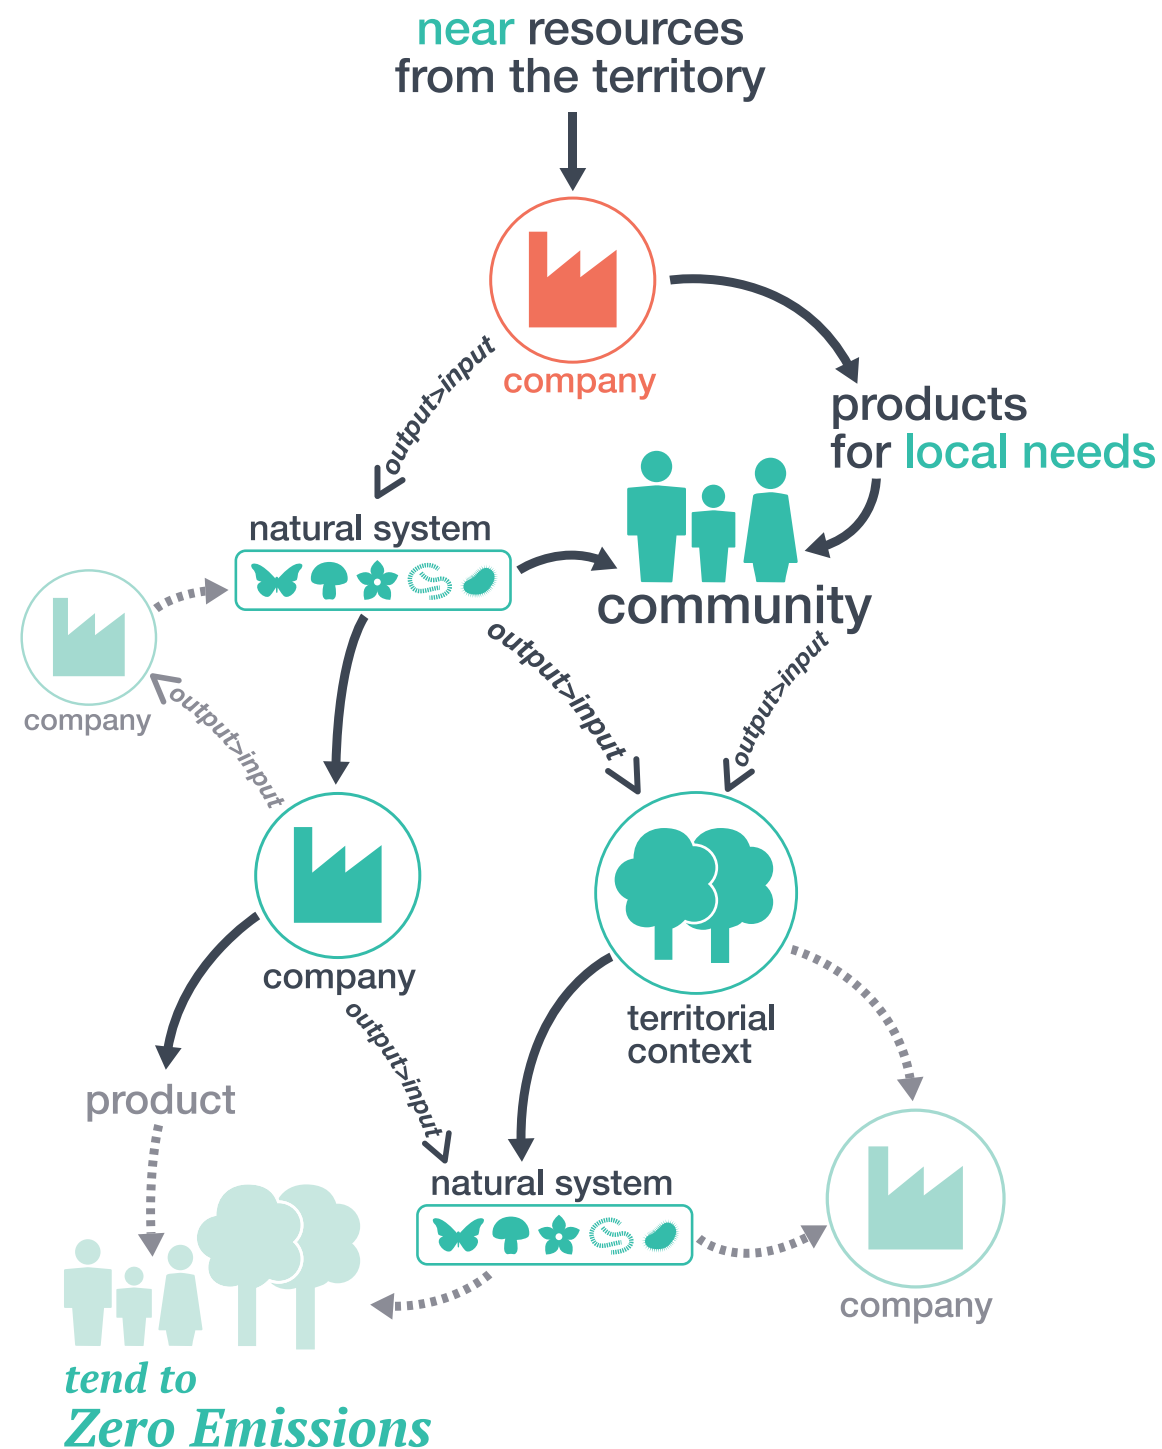 near resources
from the territory
company
output>input
products
for local needs
natural system
community
output>input
output>input
company
output>input
company
territorial
context
output>input
product
natural system
company
tend to
Zero Emissions